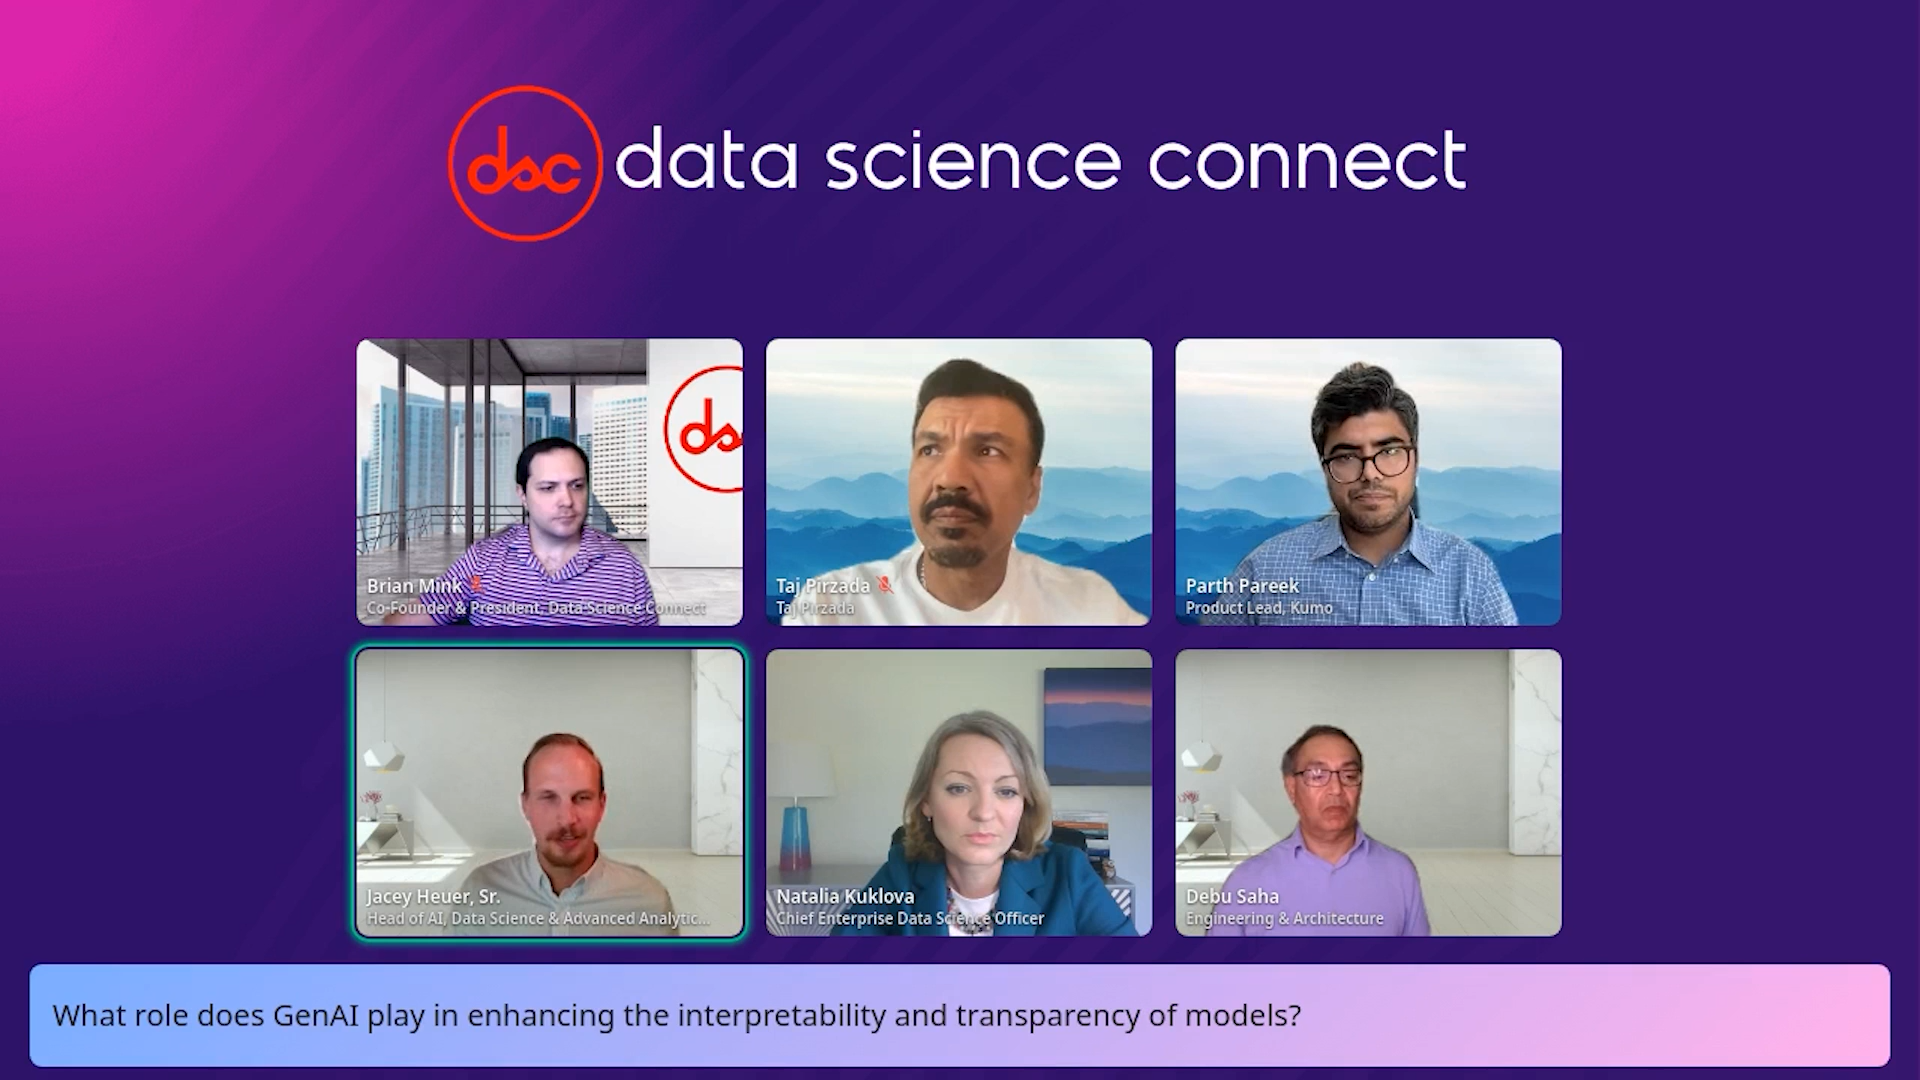 dsc data science connect
ds
Brian Mink
Co-Founder & President, Data Science Connect
Taj Pirzada
Taj Pirzada
Parth Pareek
Product Lead, Kumo
Jacey Heuer, Sr.
Head of AI, Data Science & Advanced Analytic...
Natalia Kuklova
Chief Enterprise Data Science Officer
Debu Saha
Engineering & Architecture
What role does GenAI play in enhancing the interpretability and transparency of models?